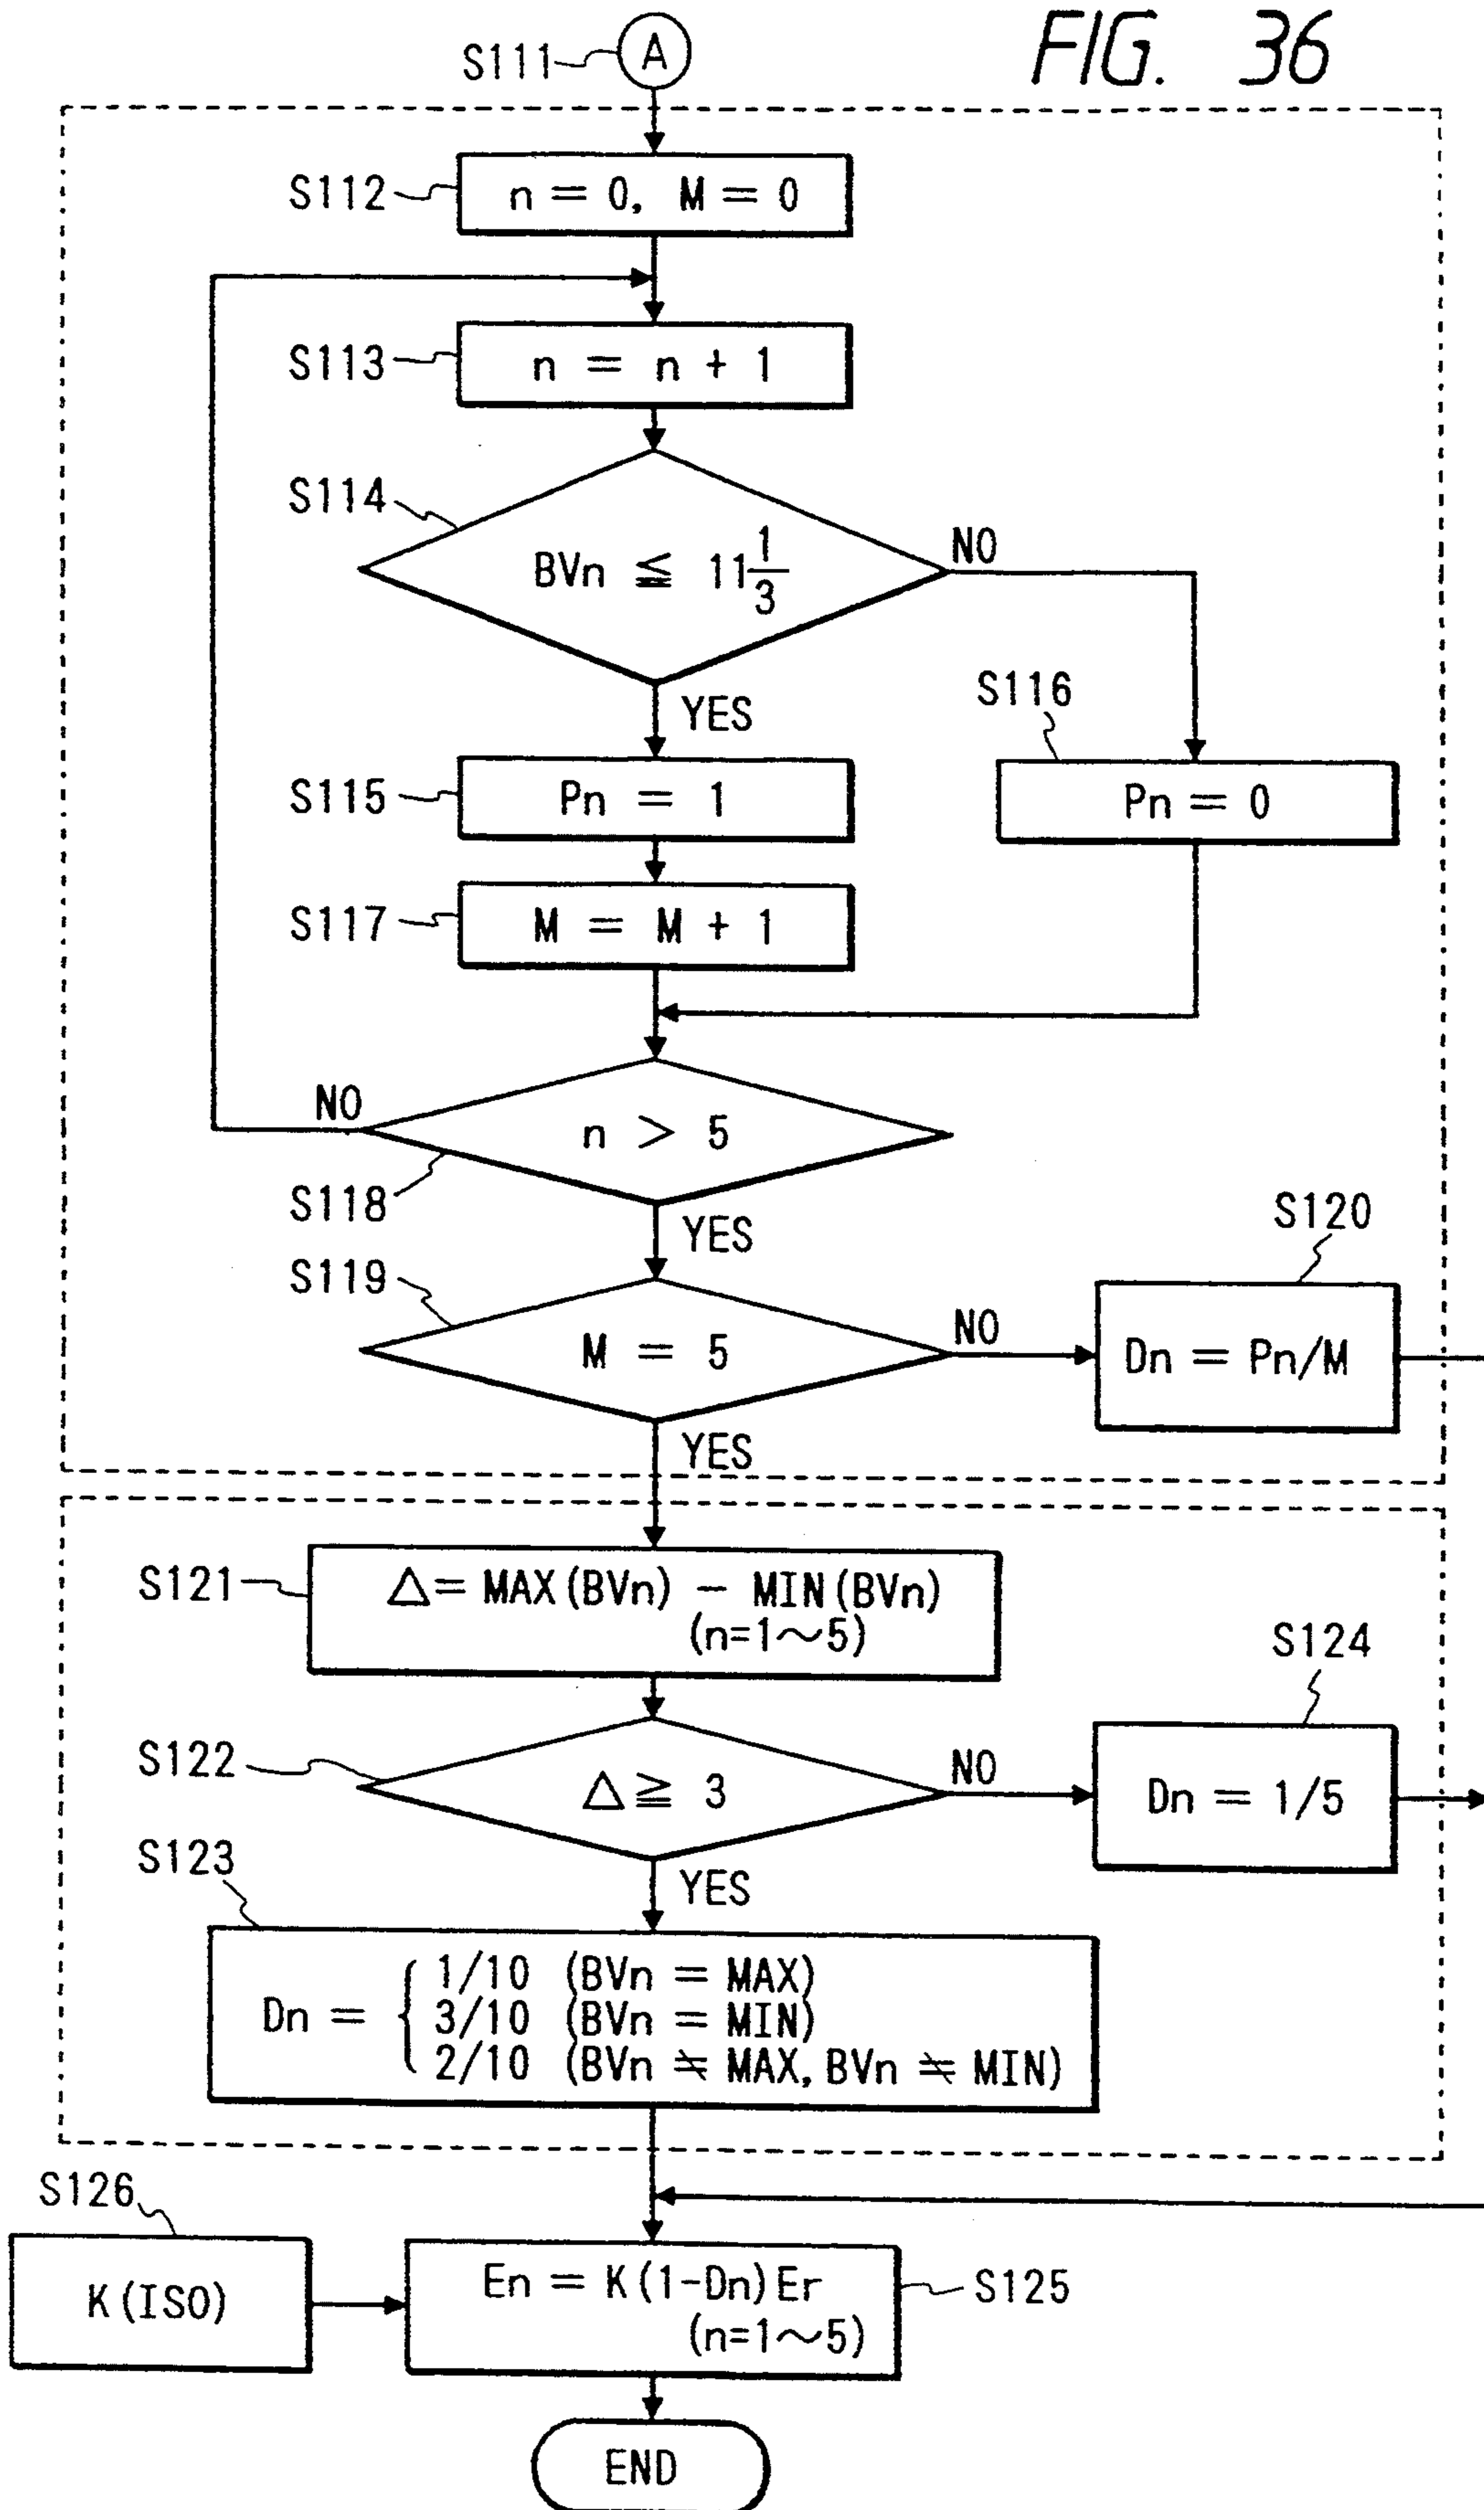 FIG. 36
S111
A
S112
n = 0, M = 0
S113
n = n + 1
S114
BVn ≦ 11 1/3
NO
YES
S116
S115
Pn = 1
Pn = 0
S117
M = M + 1
NO
n > 5
S118
YES
S120
S119
M = 5
NO
Dn = Pn/M
YES
S121
△= MAX(BVn) - MIN(BVn)
(n=1～5)
S124
S122
△≧ 3
NO
Dn = 1/5
S123
YES
Dn = { 1/10 (BVn = MAX)
3/10 (BVn = MIN)
2/10 (BVn ≠ MAX, BVn ≠ MIN)
S126
K(ISO)
En = K(1-Dn)Er
(n=1～5)
S125
END